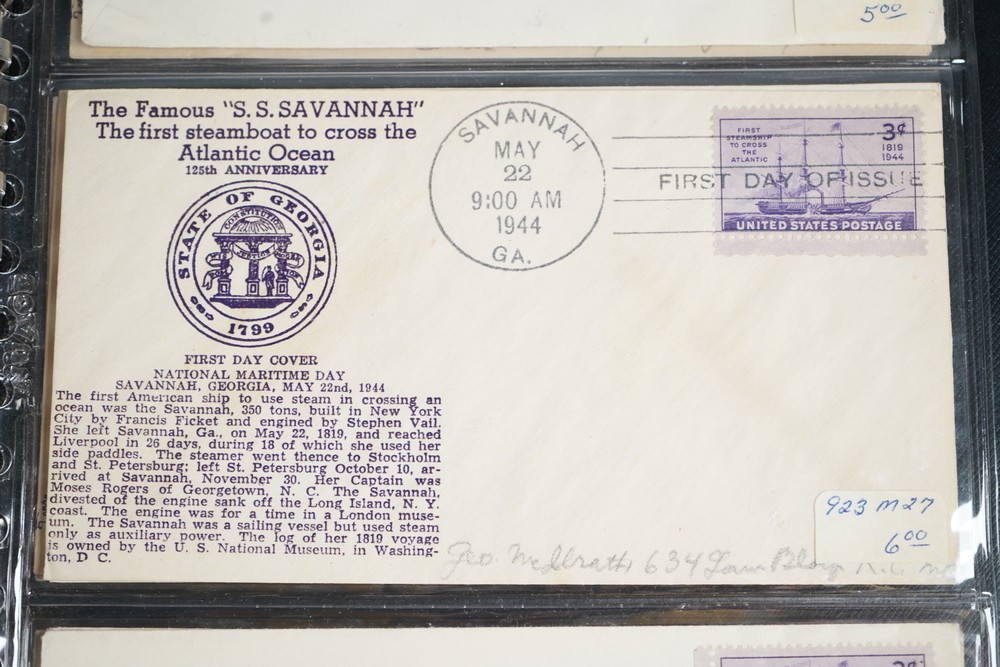 5⁰⁰
The Famous "S. S. SAVANNAH"
The first steamboat to cross the
Atlantic Ocean
125th ANNIVERSARY
STATE OF GEORGIA
CONSTITUTION
1799
FIRST DAY COVER
NATIONAL MARITIME DAY
SAVANNAH, GEORGIA, MAY 22nd, 1944
The first American ship to use steam in crossing an
ocean was the Savannah, 350 tons, built in New York
City by Francis Ficket and engined by Stephen Vail.
She left Savannah, Ga., on May 22, 1819, and reached
Liverpool in 26 days, during 18 of which she used her
side paddles. The steamer went thence to Stockholm
and St. Petersburg; left St. Petersburg October 10, ar-
rived at Savannah, November 30. Her Captain was
Moses Rogers of Georgetown, N. C. The Savannah,
divested of the engine sank off the Long Island, N. Y.
coast. The engine was for a time in a London muse-
um. The Savannah was a sailing vessel but used steam
only as auxiliary power. The log of her 1819 voyage
is owned by the U. S. National Museum, in Washing-
ton, D C.
SAVANNAH
MAY
22
9:00 AM
1944
GA.
FIRST DAY OF ISSUE
FIRST
STEAMSHIP
TO CROSS
THE
ATLANTIC
3¢
1819
1944
UNITED STATES POSTAGE
923 M27
6⁰⁰
Geo. McIlrath, 634
3¢